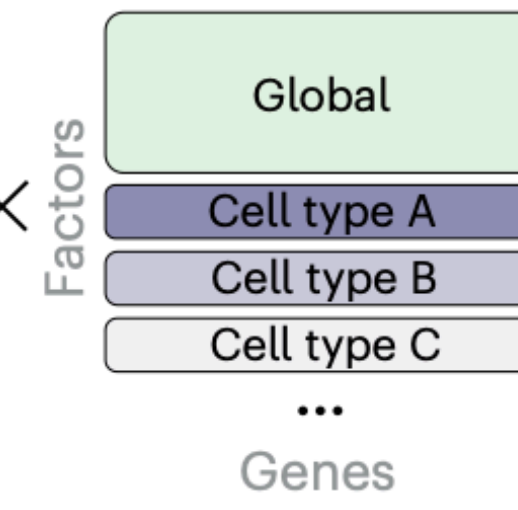 Global
Factors
Cell type A
Cell type B
Cell type C
...
Genes